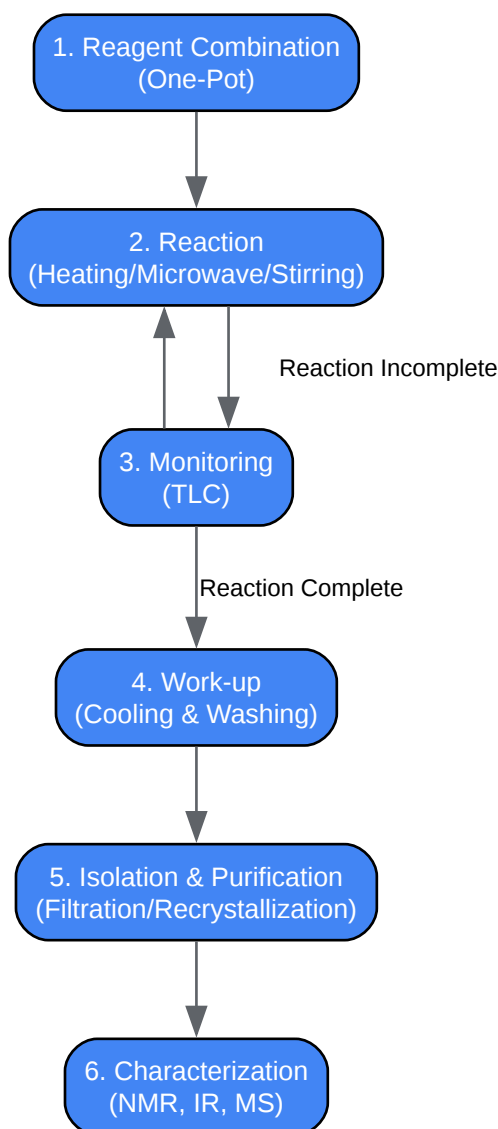 1. Reagent Combination
(One-Pot)
2. Reaction
(Heating/Microwave/Stirring)
Reaction Incomplete
3. Monitoring
(TLC)
Reaction Complete
4. Work-up
(Cooling & Washing)
5. Isolation & Purification
(Filtration/Recrystallization)
6. Characterization
(NMR, IR, MS)